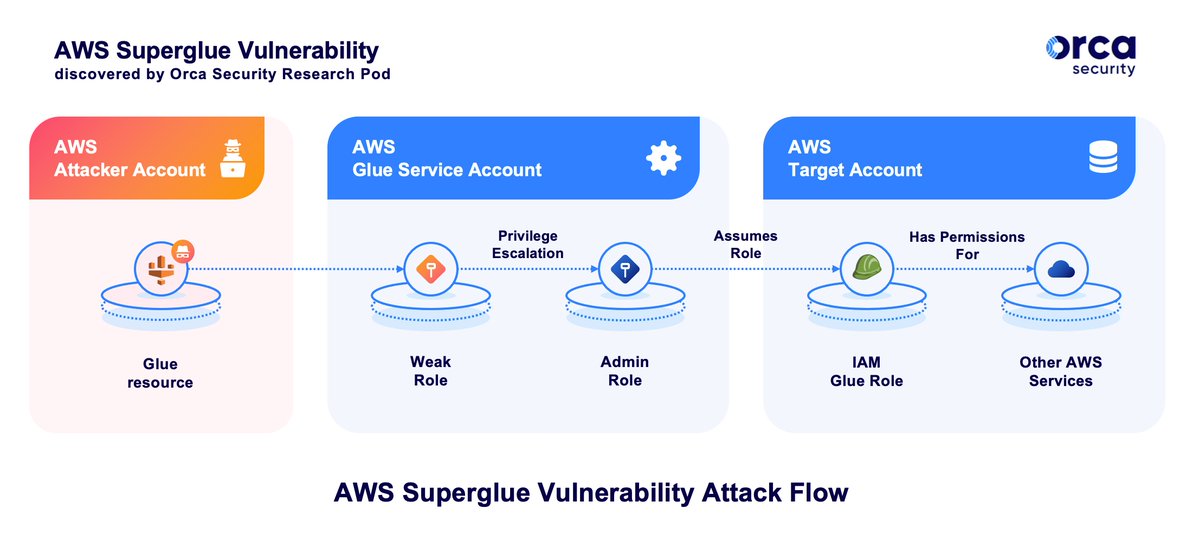 AWS Superglue Vulnerability
discovered by Orca Security Research Pod
orca
security
AWS
Attacker Account
AWS
Glue Service Account
AWS
Target Account
Privilege
Escalation
Assumes
Role
Has Permissions
For
Glue
resource
Weak
Role
Admin
Role
IAM
Glue Role
Other AWS
Services
AWS Superglue Vulnerability Attack Flow